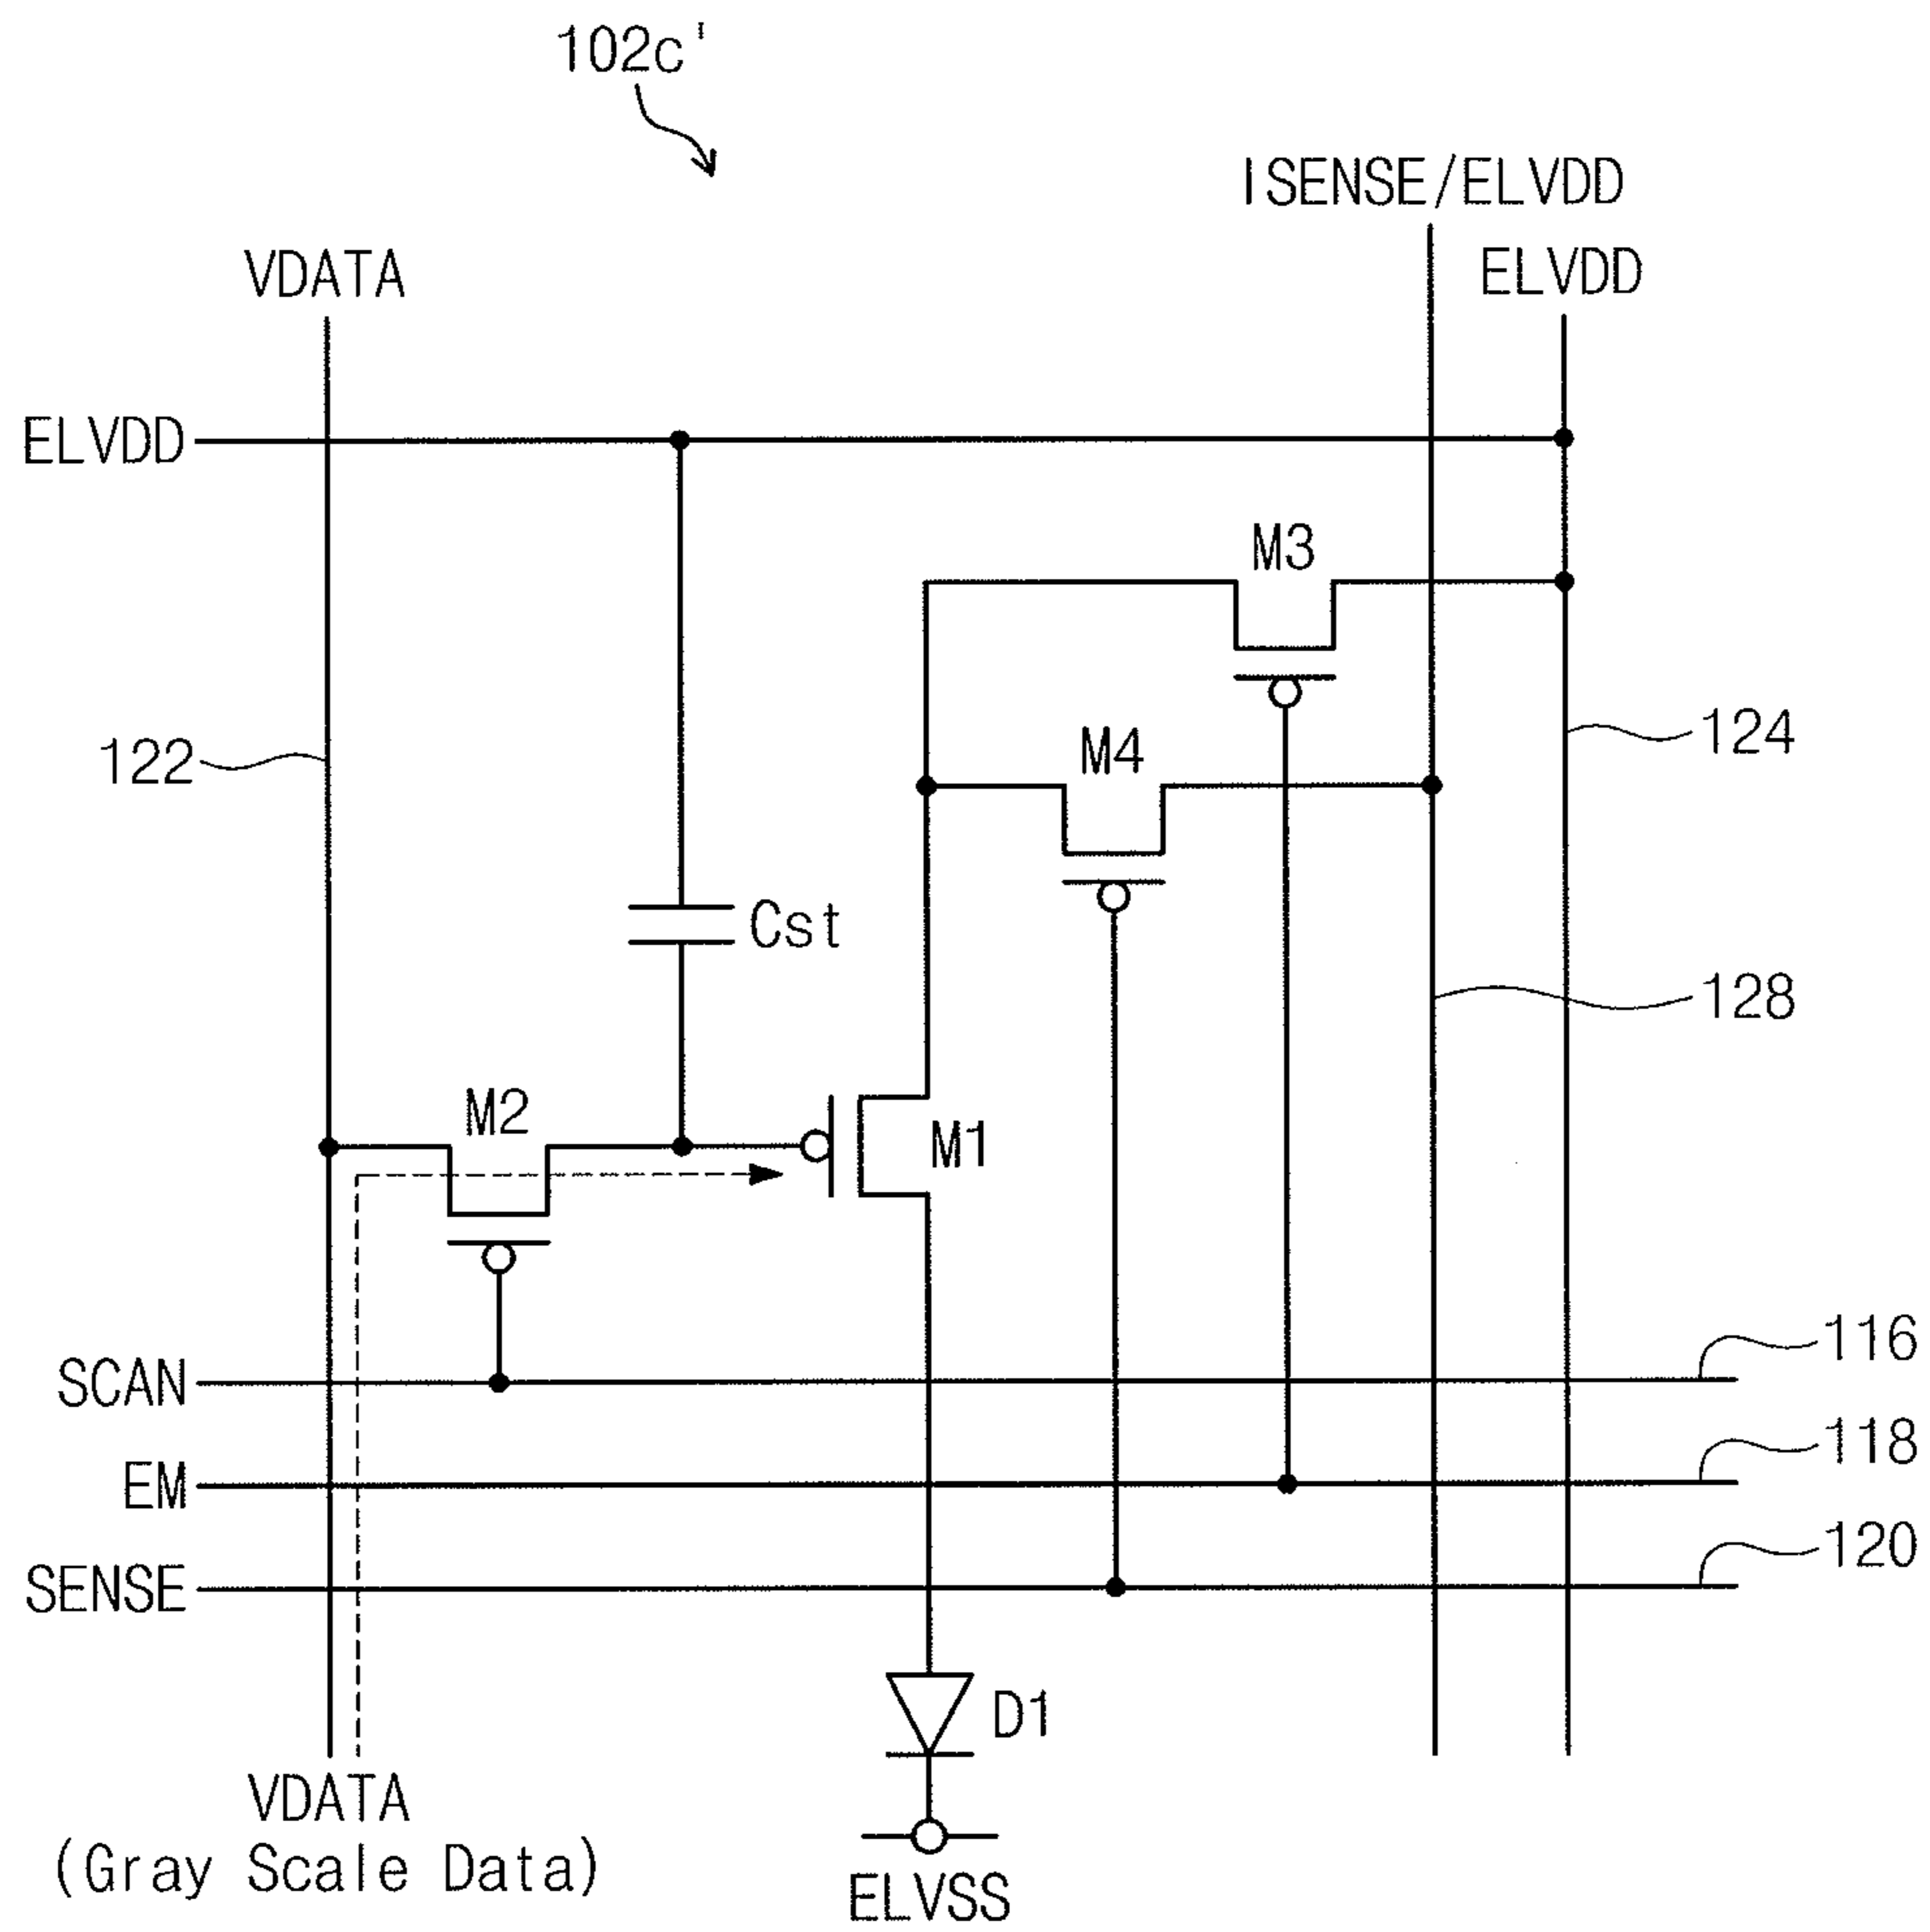 102c'
ISENSE/ELVDD
VDATA
ELVDD
ELVDD
M3
122
M4
124
Cst
128
M2
M1
SCAN
116
EM
118
SENSE
120
D1
VDATA
(Gray Scale Data)
ELVSS